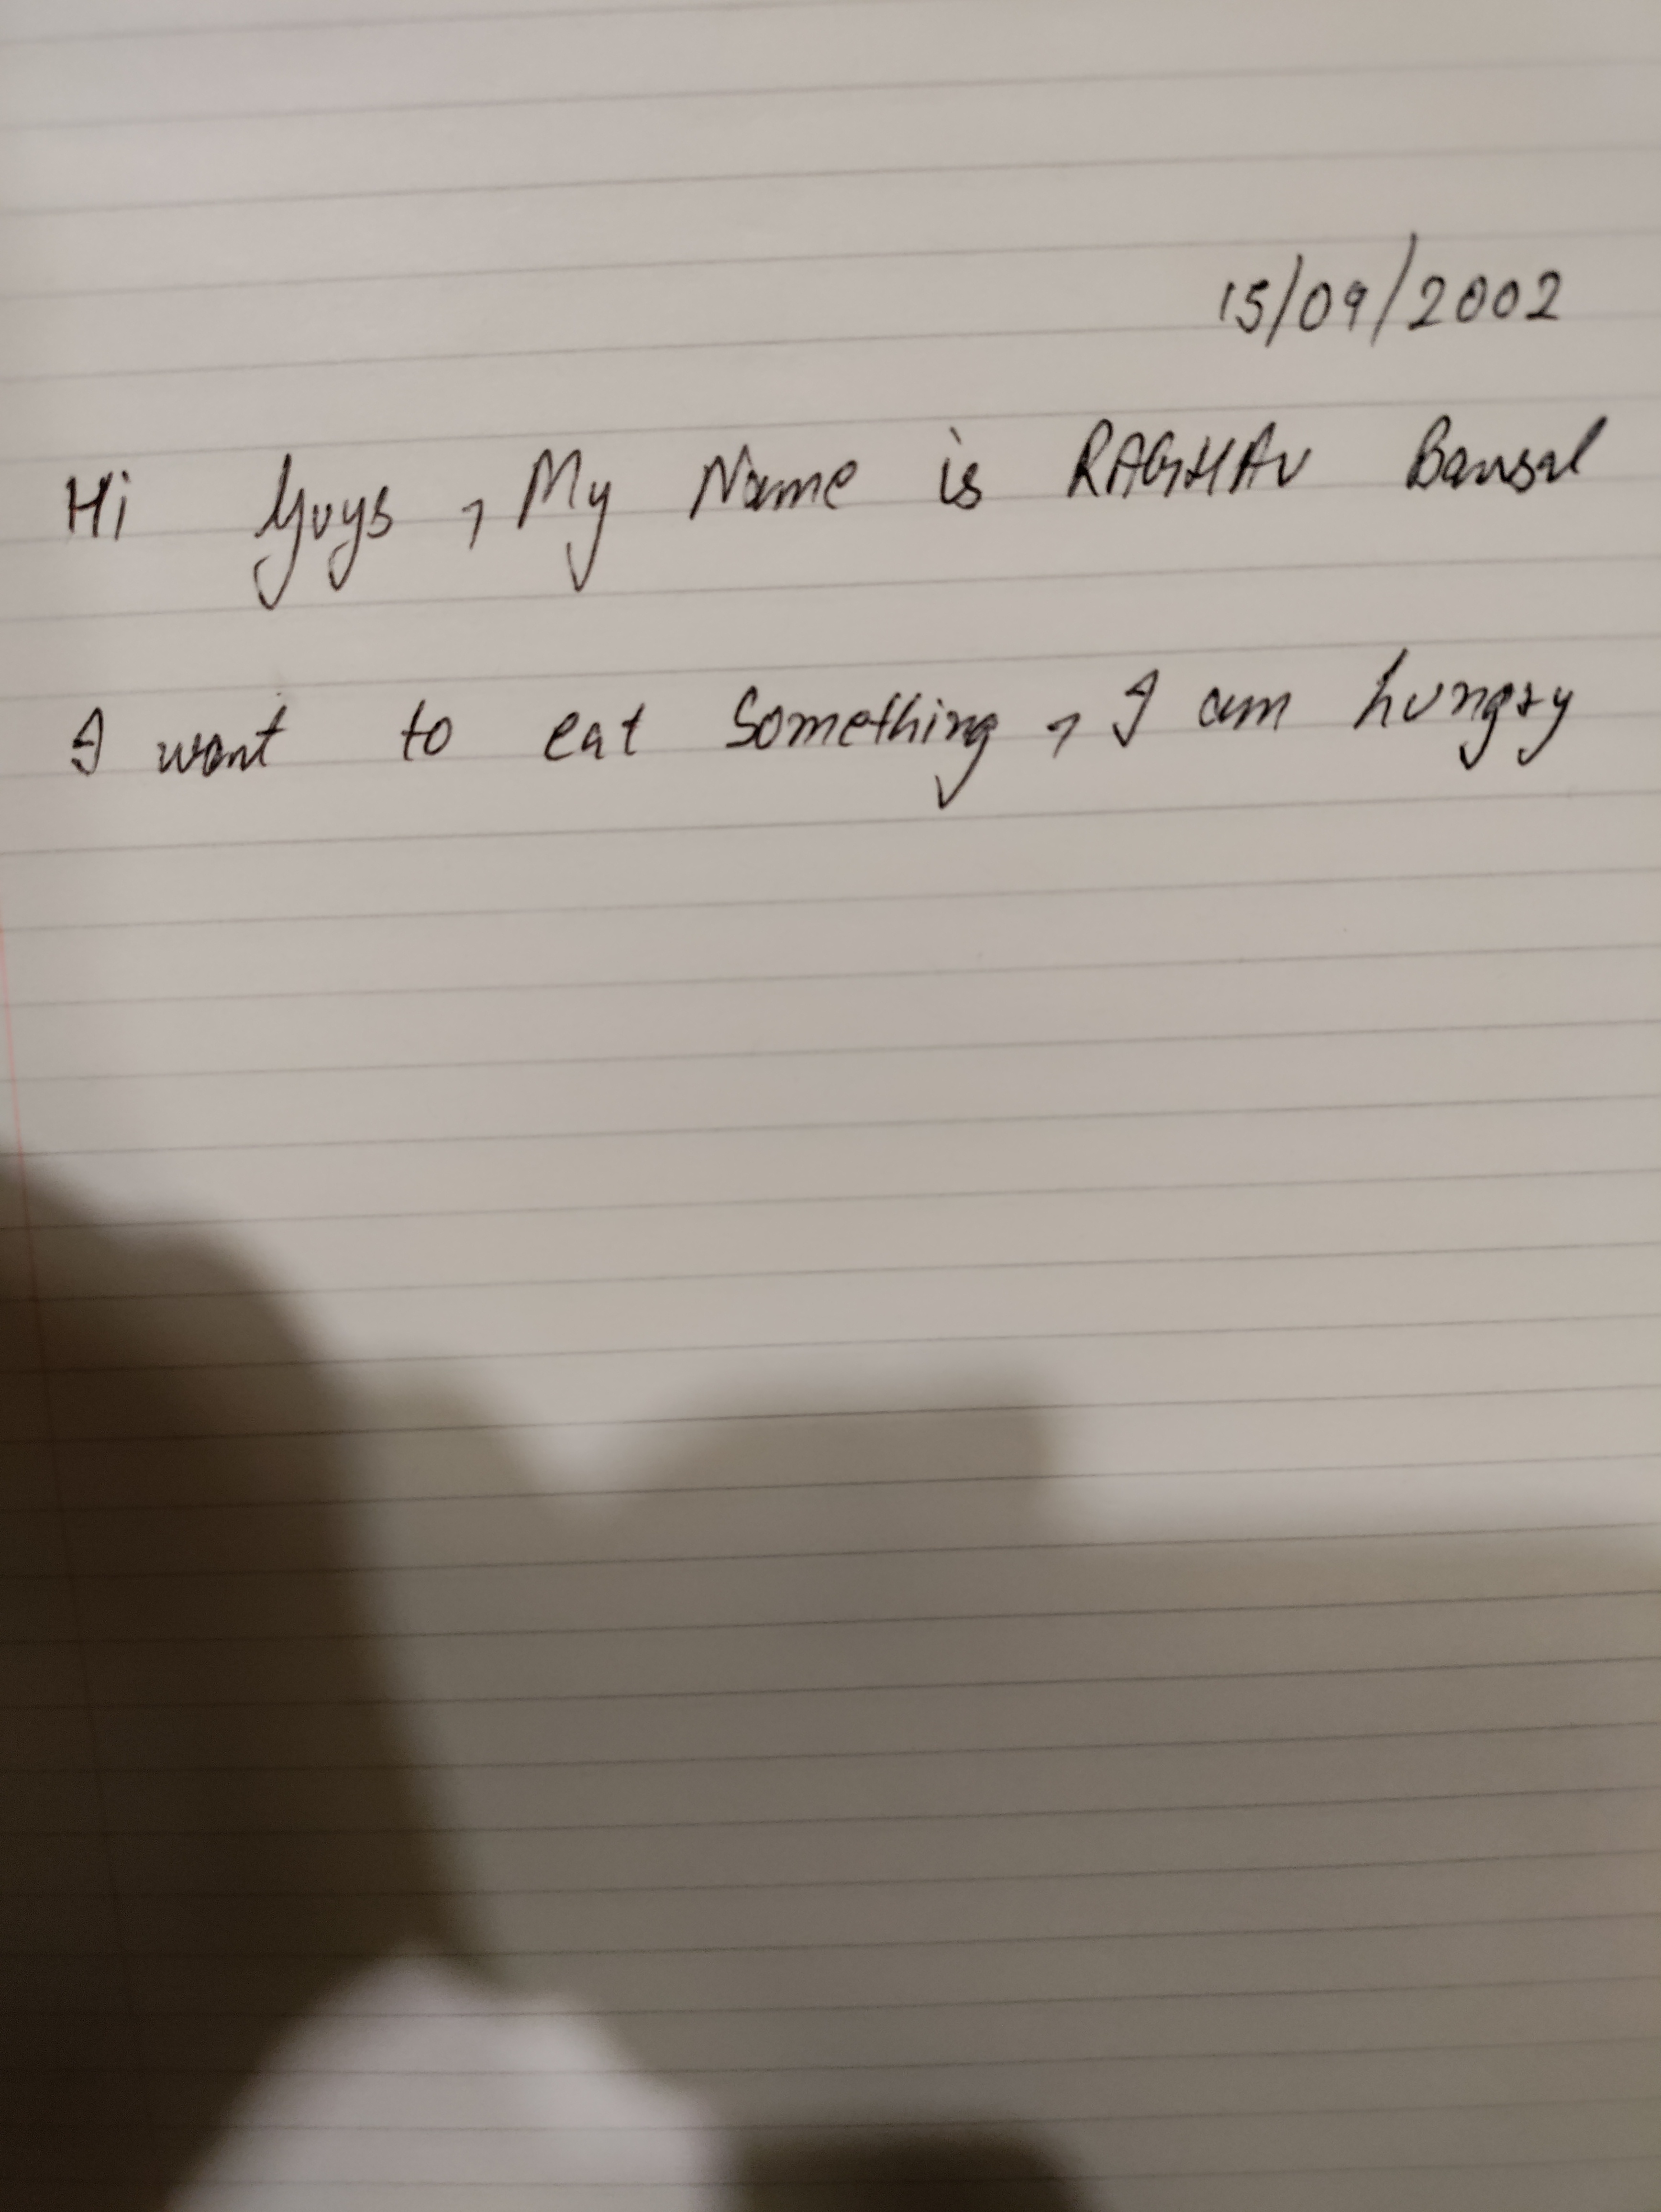 15/09/2002
Hi Guys, My Name is RAGHAV Bansal
I want to eat Something, I am hungry